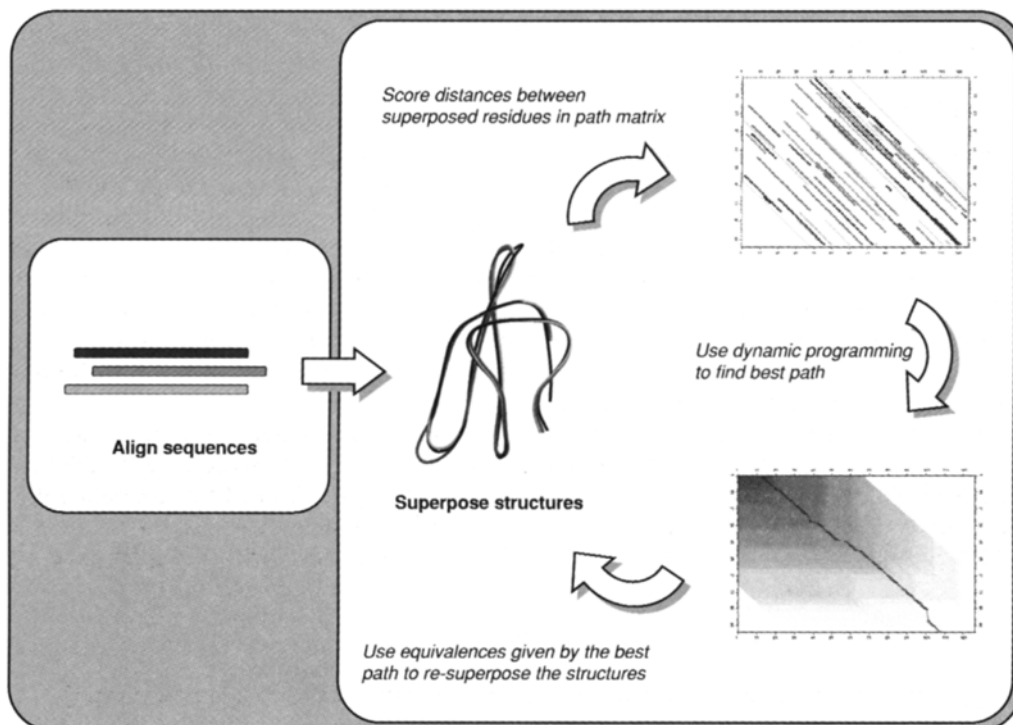 Score distances between
superposed residues in path matrix
Use dynamic programming
to find best path
Align sequences
Superpose structures
Use equivalences given by the best
path to re-superpose the structures